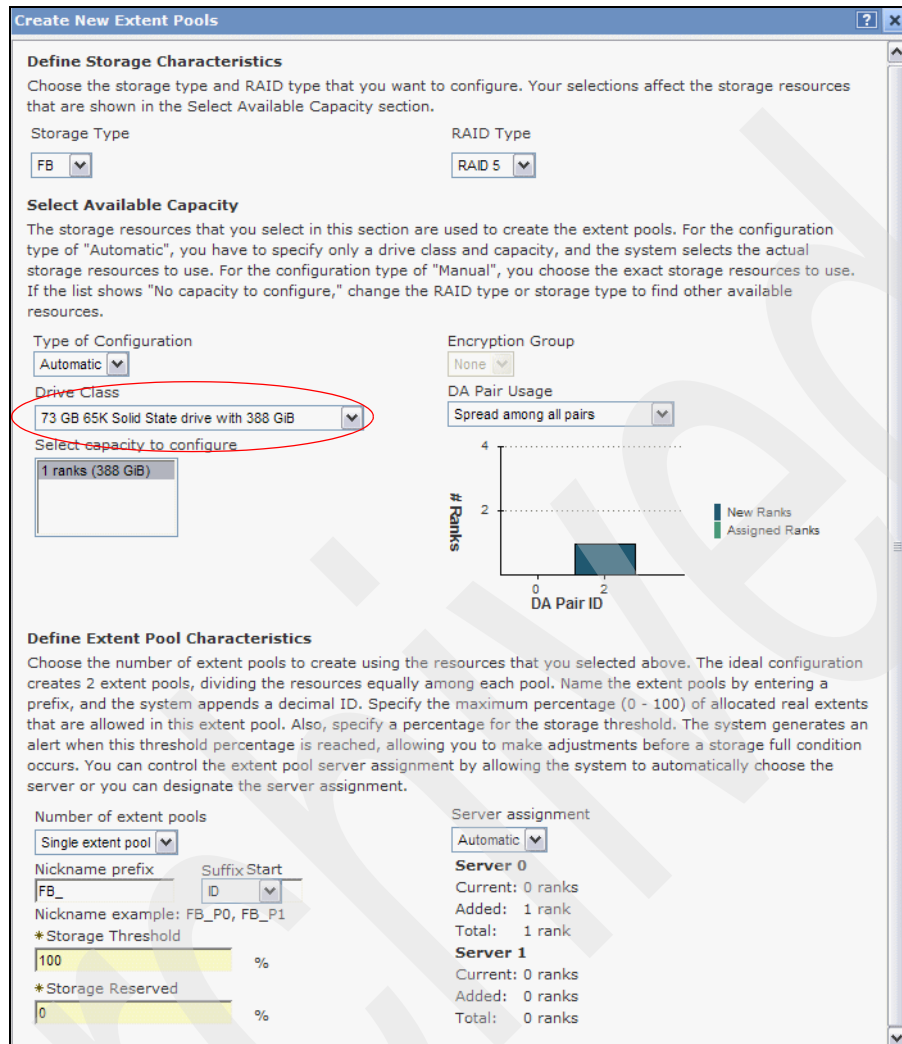 Create New Extent Pools
?
Define Storage Characteristics
Choose the storage type and RAID type that you want to configure. Your selections affect the storage resources
that are shown in the Select Available Capacity section.
Storage Type
RAID Type
FB
RAID 5
Select Available Capacity
The storage resources that you select in this section are used to create the extent pools. For the configuration
type of "Automatic", you have to specify only a drive class and capacity, and the system selects the actual
storage resources to use. For the configuration type of "Manual", you choose the exact storage resources to use.
If the list shows "No capacity to configure," change the RAID type or storage type to find other available
resources.
Type of Configuration
Automatic
Encryption Group
None
Drive Class
73 GB 65K Solid State drive with 388 GiB
DA Pair Usage
Spread among all pairs
Select capacity to configure
1 ranks (388 GiB)
4
2
# Ranks
0 2
DA Pair ID
New Ranks
Assigned Ranks
Define Extent Pool Characteristics
Choose the number of extent pools to create using the resources that you selected above. The ideal configuration
creates 2 extent pools, dividing the resources equally among each pool. Name the extent pools by entering a
prefix, and the system appends a decimal ID. Specify the maximum percentage (0 - 100) of allocated real extents
that are allowed in this extent pool. Also, specify a percentage for the storage threshold. The system generates an
alert when this threshold percentage is reached, allowing you to make adjustments before a storage full condition
occurs. You can control the extent pool server assignment by allowing the system to automatically choose the
server or you can designate the server assignment.
Number of extent pools
Single extent pool
Nickname prefix
Suffix Start
FB_
ID
Nickname example: FB_P0, FB_P1
*Storage Threshold
100 %
*Storage Reserved
0 %
Server assignment
Automatic
Server 0
Current: 0 ranks
Added: 1 rank
Total: 1 rank
Server 1
Current: 0 ranks
Added: 0 ranks
Total: 0 ranks